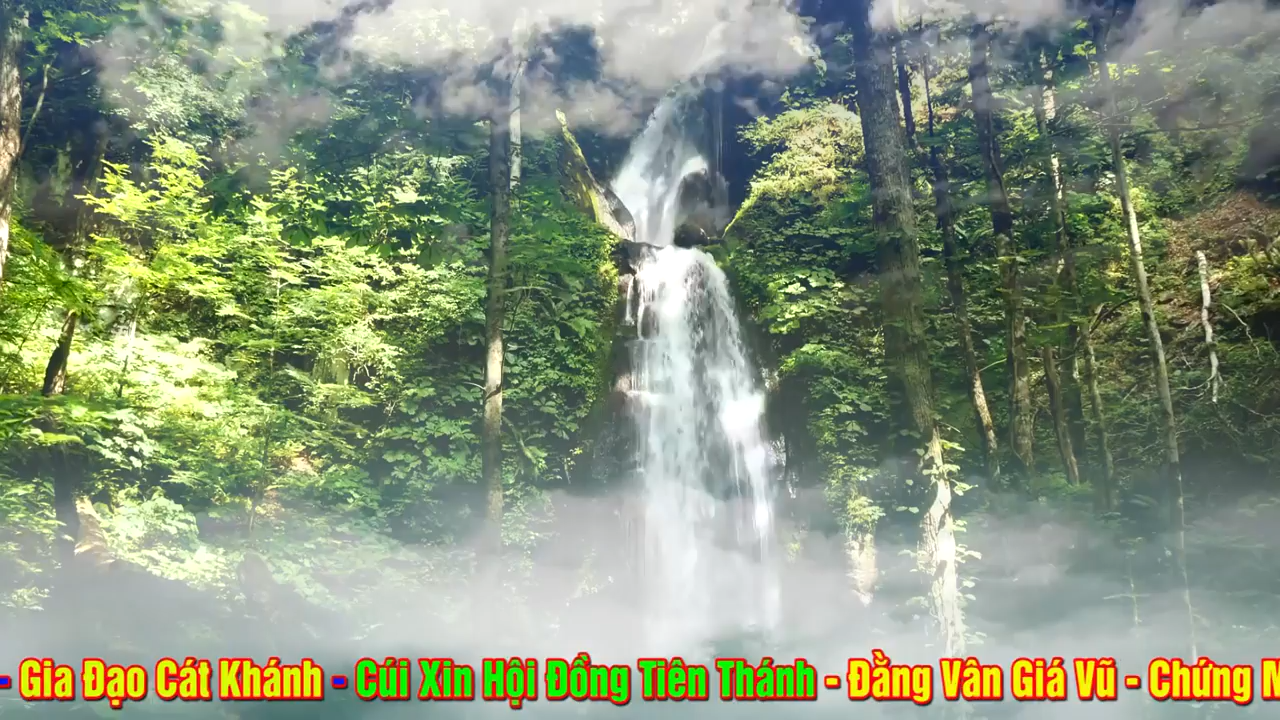 - Gia Đạo Cát Khánh - Cúi Xin Hội Đồng Tiên Thánh - Đằng Vân Giá Vũ - Chứng